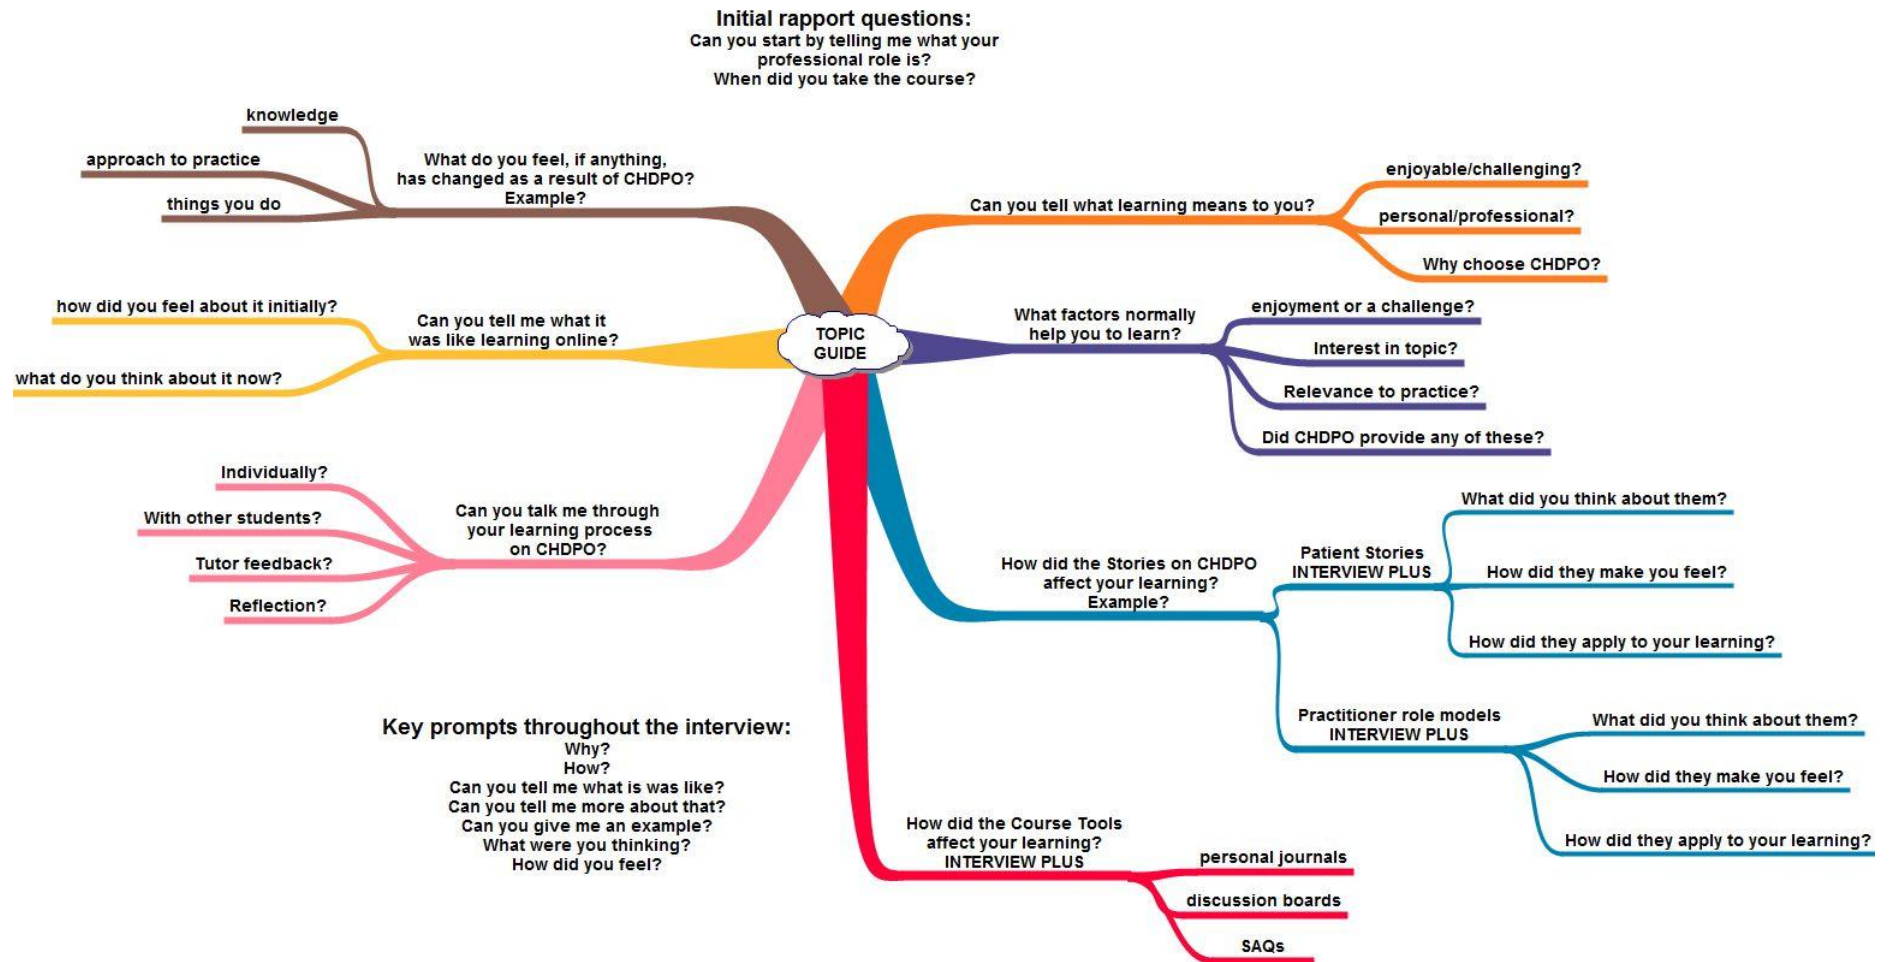 Initial rapport questions:
Can you start by telling me what your
professional role is?
When did you take the course?
TOPIC
GUIDE
Can you tell what learning means to you?
enjoyable/challenging?
personal/professional?
Why choose CHDPO?
What factors normally
help you to learn?
enjoyment or a challenge?
Interest in topic?
Relevance to practice?
Did CHDPO provide any of these?
How did the Stories on CHDPO
affect your learning?
Example?
Patient Stories
INTERVIEW PLUS
What did you think about them?
How did they make you feel?
How did they apply to your learning?
Practitioner role models
INTERVIEW PLUS
What did you think about them?
How did they make you feel?
How did they apply to your learning?
How did the Course Tools
affect your learning?
INTERVIEW PLUS
personal journals
discussion boards
SAQs
Can you talk me through
your learning process
on CHDPO?
Individually?
With other students?
Tutor feedback?
Reflection?
Can you tell me what it
was like learning online?
how did you feel about it initially?
what do you think about it now?
What do you feel, if anything,
has changed as a result of CHDPO?
Example?
knowledge
approach to practice
things you do
Key prompts throughout the interview:
Why?
How?
Can you tell me what is was like?
Can you tell me more about that?
Can you give me an example?
What were you thinking?
How did you feel?